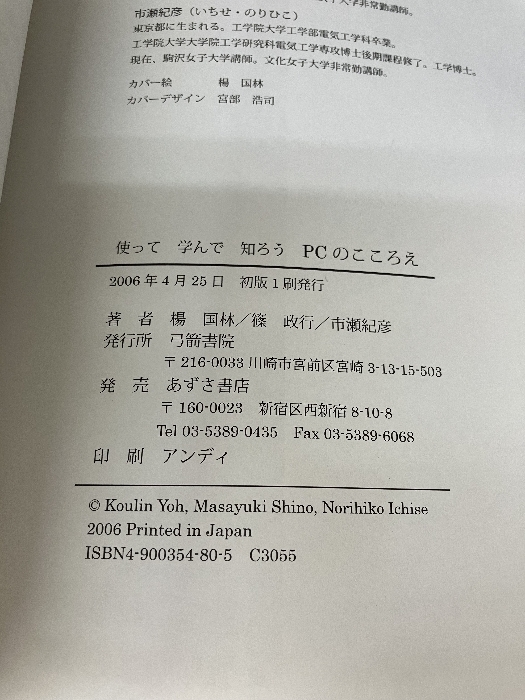 学非常勤講師。
市瀬紀彦(いちせ・のりひこ)
東京都に生まれる。工学院大学工学部電気工学科卒業。
工学院大学大学院工学研究科電気工学専攻博士後期課程修了。工学博士。
現在、駒沢女子大学講師。文化女子大学非常勤講師。
カバー絵 楊 国林
カバーデザイン 宮部 浩司
使って 学んで 知ろう PCのこころえ
2006年4月25日 初版1刷発行
著 者 楊 国林/篠 政行/市瀬紀彦
発行所 弓箭書院
〒216-0033 川崎市宮前区宮崎 3-13-15-503
発 売 あずさ書店
〒160-0023 新宿区西新宿 8-10-8
Tel 03-5389-0435 Fax 03-5389-6068
印 刷 アンディ
© Koulin Yoh, Masayuki Shino, Norihiko Ichise
2006 Printed in Japan
ISBN4-900354-80-5 C3055